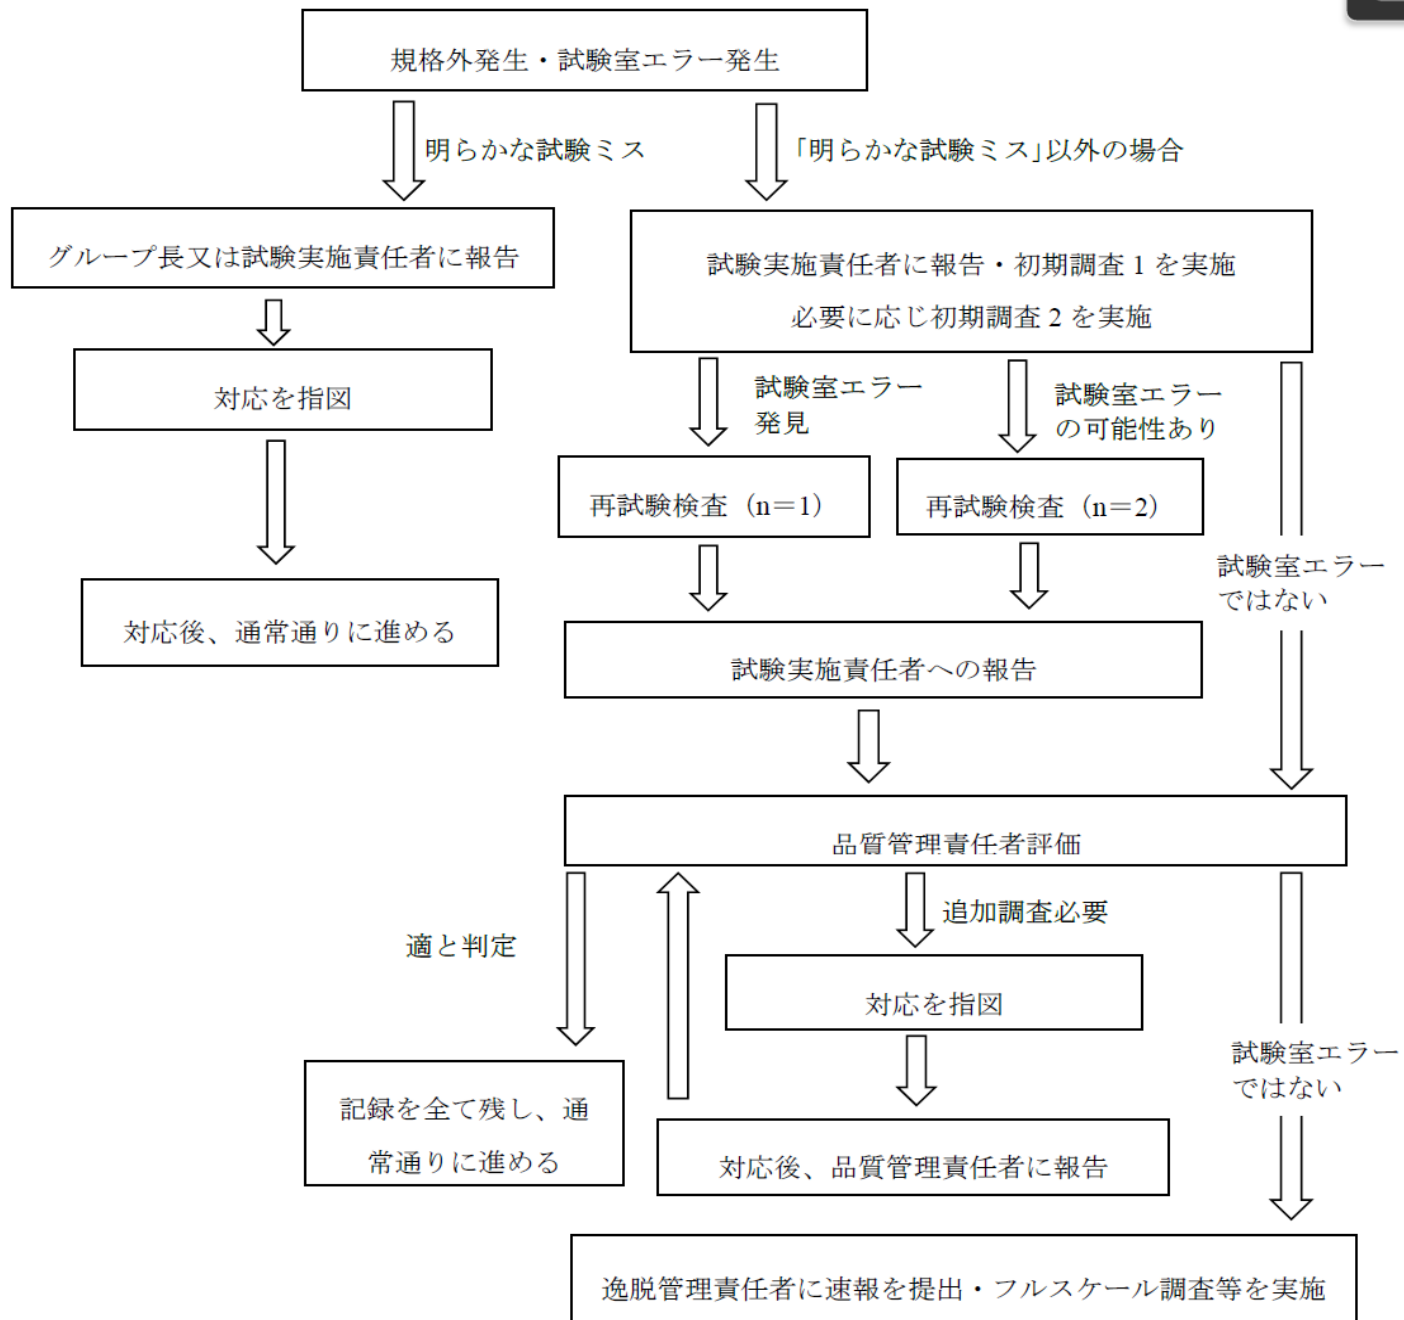 規格外発生・試験室エラー発生
明らかな試験ミス
「明らかな試験ミス」以外の場合
グループ長又は試験実施責任者に報告
試験実施責任者に報告・初期調査 1 を実施
必要に応じ初期調査 2 を実施
対応を指図
試験室エラー
発見
試験室エラー
の可能性あり
再試験検査（n＝1）
再試験検査（n＝2）
試験室エラー
ではない
対応後、通常通りに進める
試験実施責任者への報告
品質管理責任者評価
適と判定
追加調査必要
対応を指図
試験室エラー
ではない
記録を全て残し、通
常通りに進める
対応後、品質管理責任者に報告
逸脱管理責任者に速報を提出・フルスケール調査等を実施